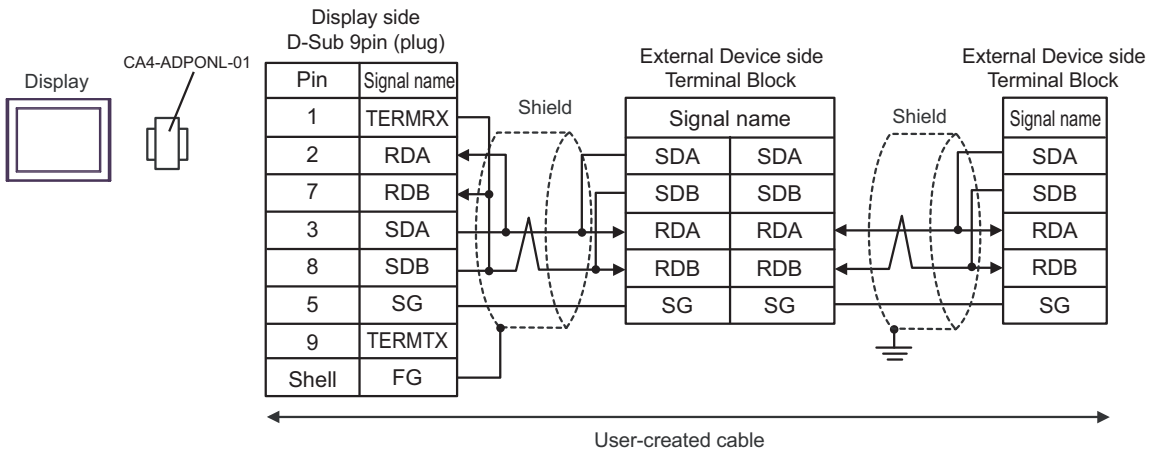 Display side
D-Sub 9pin (plug)
CA4-ADPONL-01
Display
Pin Signal name
1 TERMRX
2 RDA
7 RDB
3 SDA
8 SDB
5 SG
9 TERMTX
Shell FG
Shield
External Device side
Terminal Block
Signal name
SDA SDA
SDB SDB
RDA RDA
RDB RDB
SG SG
Shield
External Device side
Terminal Block
Signal name
SDA
SDB
RDA
RDB
SG
User-created cable